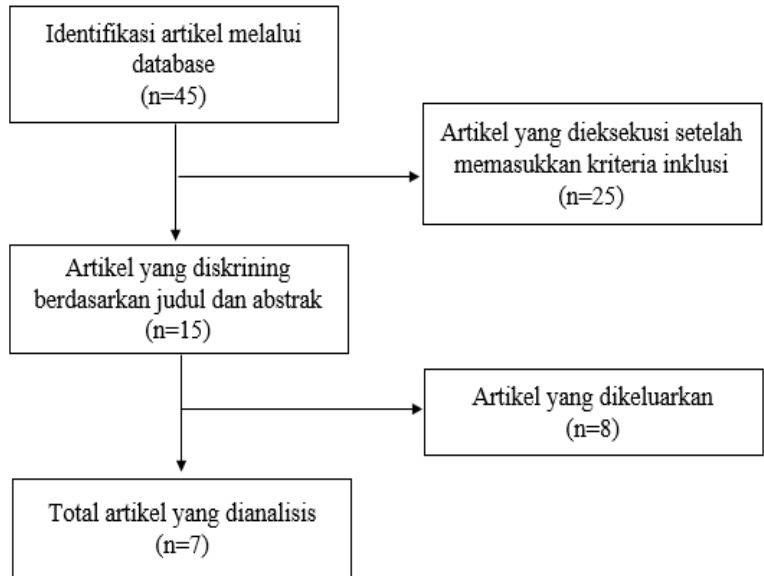 Identifikasi artikel melalui
database
(n=45)
Artikel yang dieksekusi setelah
memasukkan kriteria inklusi
(n=25)
Artikel yang diskrining
berdasarkan judul dan abstrak
(n=15)
Artikel yang dikeluarkan
(n=8)
Total artikel yang dianalisis
(n=7)